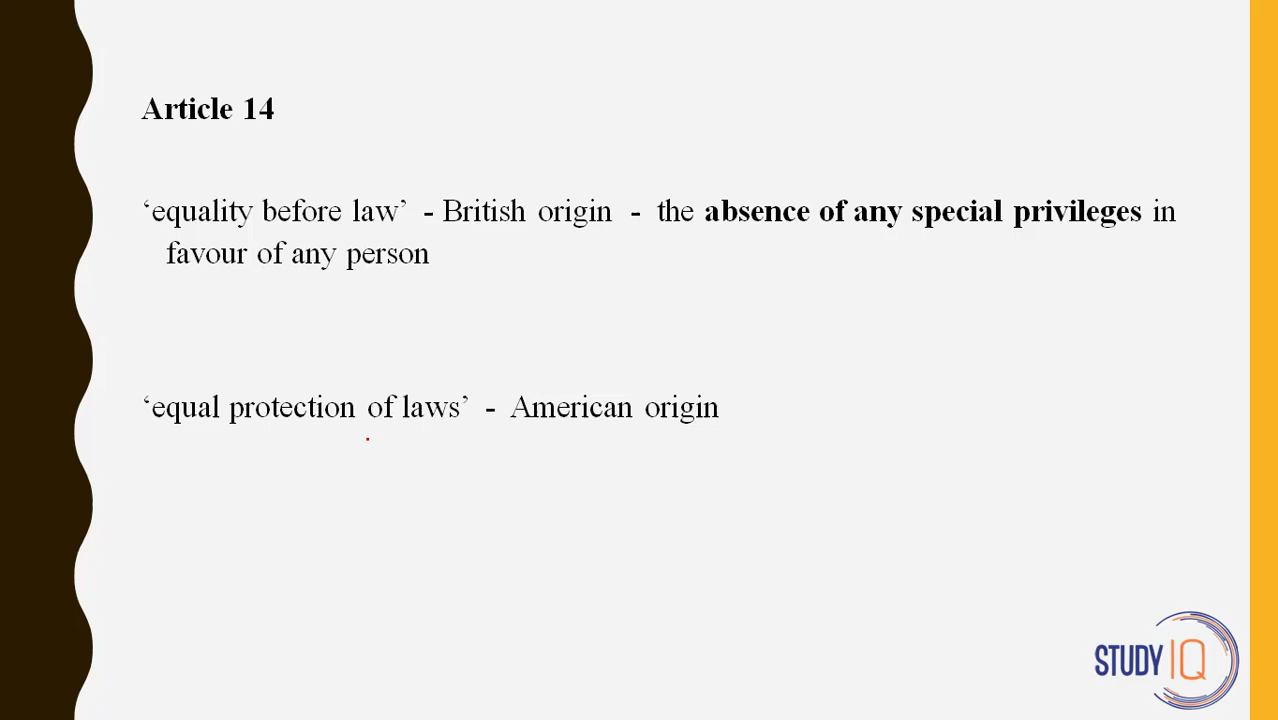 Article 14
‘equality before law’ - British origin - the absence of any special privileges in
favour of any person
‘equal protection of laws’ - American origin
STUDY IQ